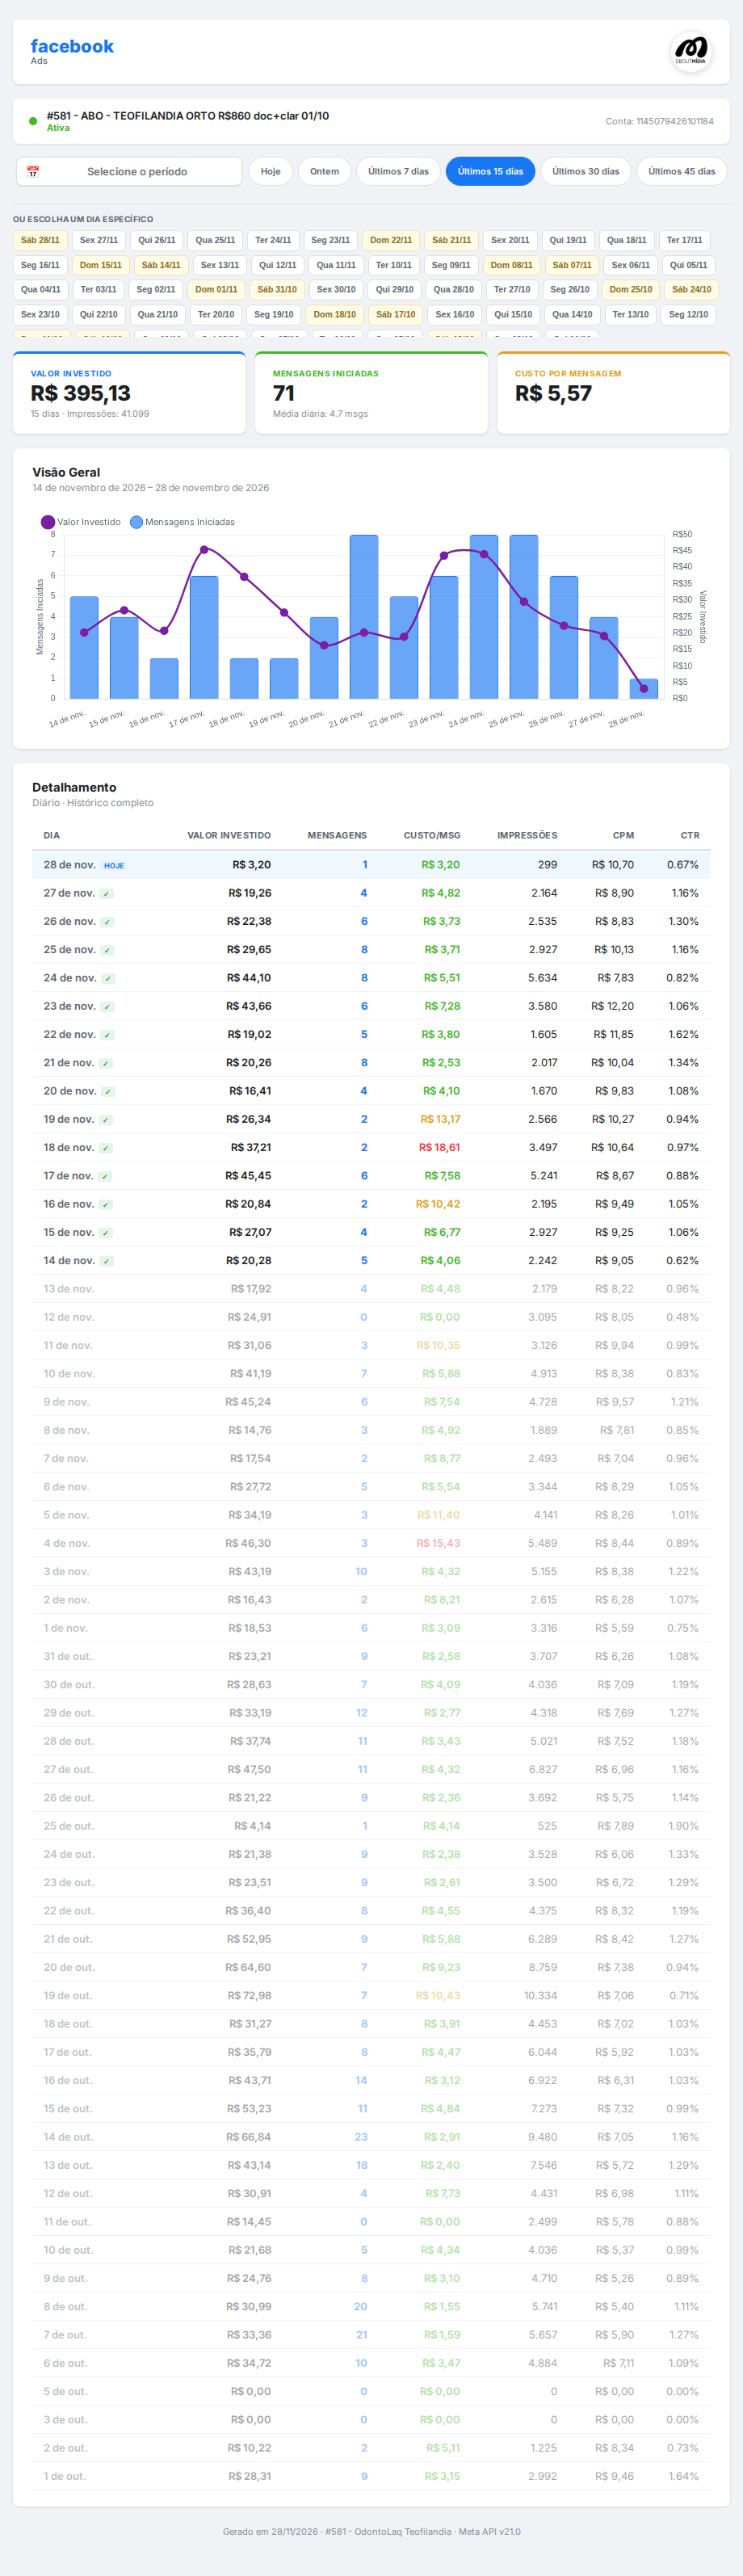 facebook
Ads
DBOUTMÍDIA
#581 - ABO - TEOFILANDIA ORTO R$860 doc+clar 01/10
Ativa
Conta: 1145079426101184
Selecione o período
Hoje Ontem Últimos 7 dias Últimos 15 dias Últimos 30 dias Últimos 45 dias
OU ESCOLHA UM DIA ESPECÍFICO
Sáb 28/11 Sex 27/11 Qui 26/11 Qua 25/11 Ter 24/11 Seg 23/11 Dom 22/11 Sáb 21/11 Sex 20/11 Qui 19/11 Qua 18/11 Ter 17/11
Seg 16/11 Dom 15/11 Sáb 14/11 Sex 13/11 Qui 12/11 Qua 11/11 Ter 10/11 Seg 09/11 Dom 08/11 Sáb 07/11 Sex 06/11 Qui 05/11
Qua 04/11 Ter 03/11 Seg 02/11 Dom 01/11 Sáb 31/10 Sex 30/10 Qui 29/10 Qua 28/10 Ter 27/10 Seg 26/10 Dom 25/10 Sáb 24/10
Sex 23/10 Qui 22/10 Qua 21/10 Ter 20/10 Seg 19/10 Dom 18/10 Sáb 17/10 Sex 16/10 Qui 15/10 Qua 14/10 Ter 13/10 Seg 12/10
VALOR INVESTIDO
R$ 395,13
15 dias · Impressões: 41.099
MENSAGENS INICIADAS
71
Média diária: 4.7 msgs
CUSTO POR MENSAGEM
R$ 5,57
Visão Geral
14 de novembro de 2026 – 28 de novembro de 2026
Valor Investido Mensagens Iniciadas
Mensagens Iniciadas
8
7
6
5
4
3
2
1
0
R$50
R$45
R$40
R$35
R$30
R$25
R$20
R$15
R$10
R$5
R$0
Valor Investido
14 de nov. 15 de nov. 16 de nov. 17 de nov. 18 de nov. 19 de nov. 20 de nov. 21 de nov. 22 de nov. 23 de nov. 24 de nov. 25 de nov. 26 de nov. 27 de nov. 28 de nov.
Detalhamento
Diário · Histórico completo
DIA VALOR INVESTIDO MENSAGENS CUSTO/MSG IMPRESSÕES CPM CTR
28 de nov. HOJE R$ 3,20 1 R$ 3,20 299 R$ 10,70 0.67%
27 de nov. ✓ R$ 19,26 4 R$ 4,82 2.164 R$ 8,90 1.16%
26 de nov. ✓ R$ 22,38 6 R$ 3,73 2.535 R$ 8,83 1.30%
25 de nov. ✓ R$ 29,65 8 R$ 3,71 2.927 R$ 10,13 1.16%
24 de nov. ✓ R$ 44,10 8 R$ 5,51 5.634 R$ 7,83 0.82%
23 de nov. ✓ R$ 43,66 6 R$ 7,28 3.580 R$ 12,20 1.06%
22 de nov. ✓ R$ 19,02 5 R$ 3,80 1.605 R$ 11,85 1.62%
21 de nov. ✓ R$ 20,26 8 R$ 2,53 2.017 R$ 10,04 1.34%
20 de nov. ✓ R$ 16,41 4 R$ 4,10 1.670 R$ 9,83 1.08%
19 de nov. ✓ R$ 26,34 2 R$ 13,17 2.566 R$ 10,27 0.94%
18 de nov. ✓ R$ 37,21 2 R$ 18,61 3.497 R$ 10,64 0.97%
17 de nov. ✓ R$ 45,45 6 R$ 7,58 5.241 R$ 8,67 0.88%
16 de nov. ✓ R$ 20,84 2 R$ 10,42 2.195 R$ 9,49 1.05%
15 de nov. ✓ R$ 27,07 4 R$ 6,77 2.927 R$ 9,25 1.06%
14 de nov. ✓ R$ 20,28 5 R$ 4,06 2.242 R$ 9,05 0.62%
13 de nov. R$ 17,92 4 R$ 4,48 2.179 R$ 8,22 0.96%
12 de nov. R$ 24,91 0 R$ 0,00 3.095 R$ 8,05 0.48%
11 de nov. R$ 31,06 3 R$ 10,35 3.126 R$ 9,94 0.99%
10 de nov. R$ 41,19 7 R$ 5,88 4.913 R$ 8,38 0.83%
9 de nov. R$ 45,24 6 R$ 7,54 4.728 R$ 9,57 1.21%
8 de nov. R$ 14,76 3 R$ 4,92 1.889 R$ 7,81 0.85%
7 de nov. R$ 17,54 2 R$ 8,77 2.493 R$ 7,04 0.96%
6 de nov. R$ 27,72 5 R$ 5,54 3.344 R$ 8,29 1.05%
5 de nov. R$ 34,19 3 R$ 11,40 4.141 R$ 8,26 1.01%
4 de nov. R$ 46,30 3 R$ 15,43 5.489 R$ 8,44 0.89%
3 de nov. R$ 43,19 10 R$ 4,32 5.155 R$ 8,38 1.22%
2 de nov. R$ 16,43 2 R$ 8,21 2.615 R$ 6,28 1.07%
1 de nov. R$ 18,53 6 R$ 3,09 3.316 R$ 5,59 0.75%
31 de out. R$ 23,21 9 R$ 2,58 3.707 R$ 6,26 1.08%
30 de out. R$ 28,63 7 R$ 4,09 4.036 R$ 7,09 1.19%
29 de out. R$ 33,19 12 R$ 2,77 4.318 R$ 7,69 1.27%
28 de out. R$ 37,74 11 R$ 3,43 5.021 R$ 7,52 1.18%
27 de out. R$ 47,50 11 R$ 4,32 6.827 R$ 6,96 1.16%
26 de out. R$ 21,22 9 R$ 2,36 3.692 R$ 5,75 1.14%
25 de out. R$ 4,14 1 R$ 4,14 525 R$ 7,89 1.90%
24 de out. R$ 21,38 9 R$ 2,38 3.528 R$ 6,06 1.33%
23 de out. R$ 23,51 9 R$ 2,61 3.500 R$ 6,72 1.29%
22 de out. R$ 36,40 8 R$ 4,55 4.375 R$ 8,32 1.19%
21 de out. R$ 52,95 9 R$ 5,88 6.289 R$ 8,42 1.27%
20 de out. R$ 64,60 7 R$ 9,23 8.759 R$ 7,38 0.94%
19 de out. R$ 72,98 7 R$ 10,43 10.334 R$ 7,06 0.71%
18 de out. R$ 31,27 8 R$ 3,91 4.453 R$ 7,02 1.03%
17 de out. R$ 35,79 8 R$ 4,47 6.044 R$ 5,92 1.03%
16 de out. R$ 43,71 14 R$ 3,12 6.922 R$ 6,31 1.03%
15 de out. R$ 53,23 11 R$ 4,84 7.273 R$ 7,32 0.99%
14 de out. R$ 66,84 23 R$ 2,91 9.480 R$ 7,05 1.16%
13 de out. R$ 43,14 18 R$ 2,40 7.546 R$ 5,72 1.29%
12 de out. R$ 30,91 4 R$ 7,73 4.431 R$ 6,98 1.11%
11 de out. R$ 14,45 0 R$ 0,00 2.499 R$ 5,78 0.88%
10 de out. R$ 21,68 5 R$ 4,34 4.036 R$ 5,37 0.99%
9 de out. R$ 24,76 8 R$ 3,10 4.710 R$ 5,26 0.89%
8 de out. R$ 30,99 20 R$ 1,55 5.741 R$ 5,40 1.11%
7 de out. R$ 33,36 21 R$ 1,59 5.657 R$ 5,90 1.27%
6 de out. R$ 34,72 10 R$ 3,47 4.884 R$ 7,11 1.09%
5 de out. R$ 0,00 0 R$ 0,00 0 R$ 0,00 0.00%
3 de out. R$ 0,00 0 R$ 0,00 0 R$ 0,00 0.00%
2 de out. R$ 10,22 2 R$ 5,11 1.225 R$ 8,34 0.73%
1 de out. R$ 28,31 9 R$ 3,15 2.992 R$ 9,46 1.64%
Gerado em 28/11/2026 · #581 - OdontoLaq Teofilandia · Meta API v21.0